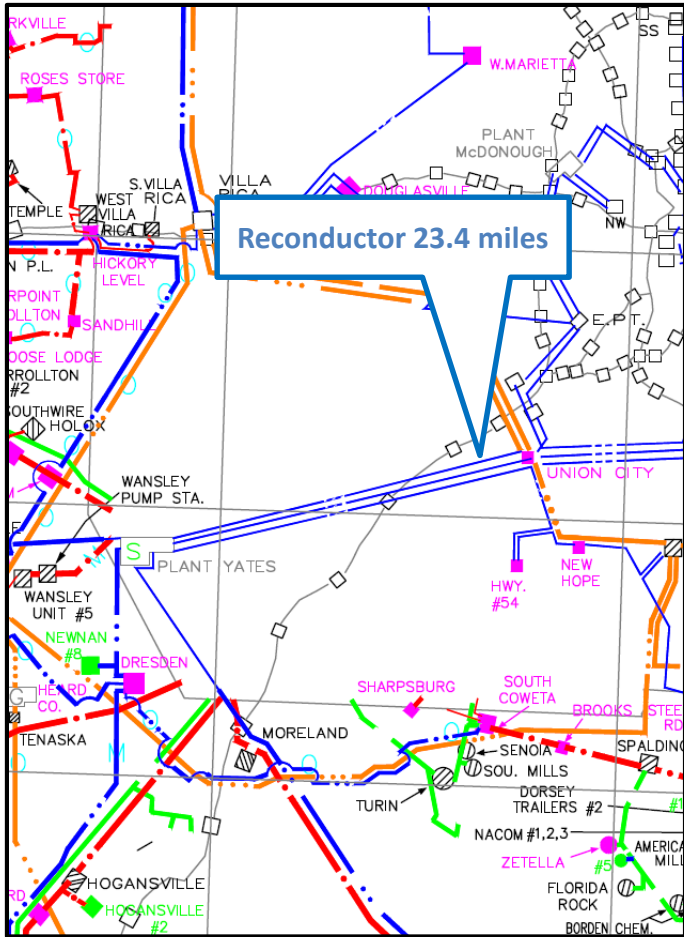 RKVILLE
SS
W.MARIETTA
ROSES STORE
PLANT
McDONOUGH
S.VILLA
RICA
VILLA
WEST
VILLA
RICA
TEMPLE
DOUGLASVILLE
NW
Reconductor 23.4 miles
HICKORY
LEVEL
N P.L.
RPOINT
OLLTON
SANDHILL
E.P.T.
OOSE LODGE
RROLLTON
#2
SOUTHWIRE
HOLOX
M
WANSLEY
PUMP STA.
UNION CITY
S
PLANT YATES
M
WANSLEY
UNIT #5
HWY.
#54
NEW
HOPE
NEWNAN
#8
DRESDEN
G
HEARD
CO.
SHARPSBURG
SOUTH
COWETA
BROOKS
STEE
RD
TENASKA
M
MORELAND
SENOIA
SPALDING
SOU. MILLS
TURIN
DORSEY
TRAILERS #2
#1
NACOM #1,2,3
AMERICA
MILL
ZETELLA
#5
HOGANSVILLE
FLORIDA
ROCK
RD
HOGANSVILLE
#2
BORDEN CHEM.